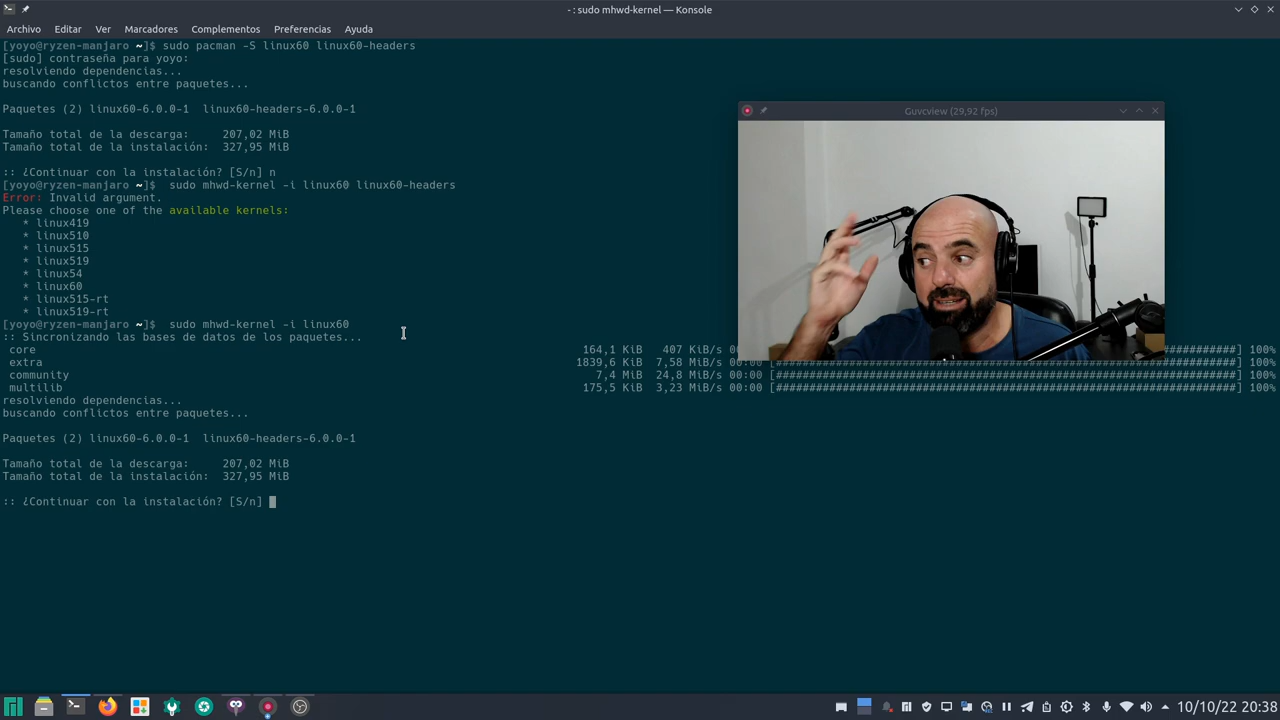 - : sudo mhwd-kernel — Konsole
Archivo Editar Ver Marcadores Complementos Preferencias Ayuda
[yoyo@ryzen-manjaro ~]$ sudo pacman -S linux60 linux60-headers
[sudo] contraseña para yoyo:
resolviendo dependencias...
buscando conflictos entre paquetes...
Paquetes (2) linux60-6.0.0-1  linux60-headers-6.0.0-1
Tamaño total de la descarga:     207,02 MiB
Tamaño total de la instalación:  327,95 MiB
:: ¿Continuar con la instalación? [S/n] n
[yoyo@ryzen-manjaro ~]$  sudo mhwd-kernel -i linux60 linux60-headers
Error: Invalid argument.
Please choose one of the available kernels:
* linux419
* linux510
* linux515
* linux519
* linux54
* linux60
* linux515-rt
* linux519-rt
[yoyo@ryzen-manjaro ~]$  sudo mhwd-kernel -i linux60
:: Sincronizando las bases de datos de los paquetes...
core 164,1 KiB 407 KiB/s 00 ###########] 100%
extra 1839,6 KiB 7,58 MiB/s 00:00 [######################################################################] 100%
community 7,4 MiB 24,8 MiB/s 00:00 [######################################################################] 100%
multilib 175,5 KiB 3,23 MiB/s 00:00 [######################################################################] 100%
resolviendo dependencias...
buscando conflictos entre paquetes...
Paquetes (2) linux60-6.0.0-1  linux60-headers-6.0.0-1
Tamaño total de la descarga:     207,02 MiB
Tamaño total de la instalación:  327,95 MiB
:: ¿Continuar con la instalación? [S/n]
Guvcview (29,92 fps)
10/10/22 20:38